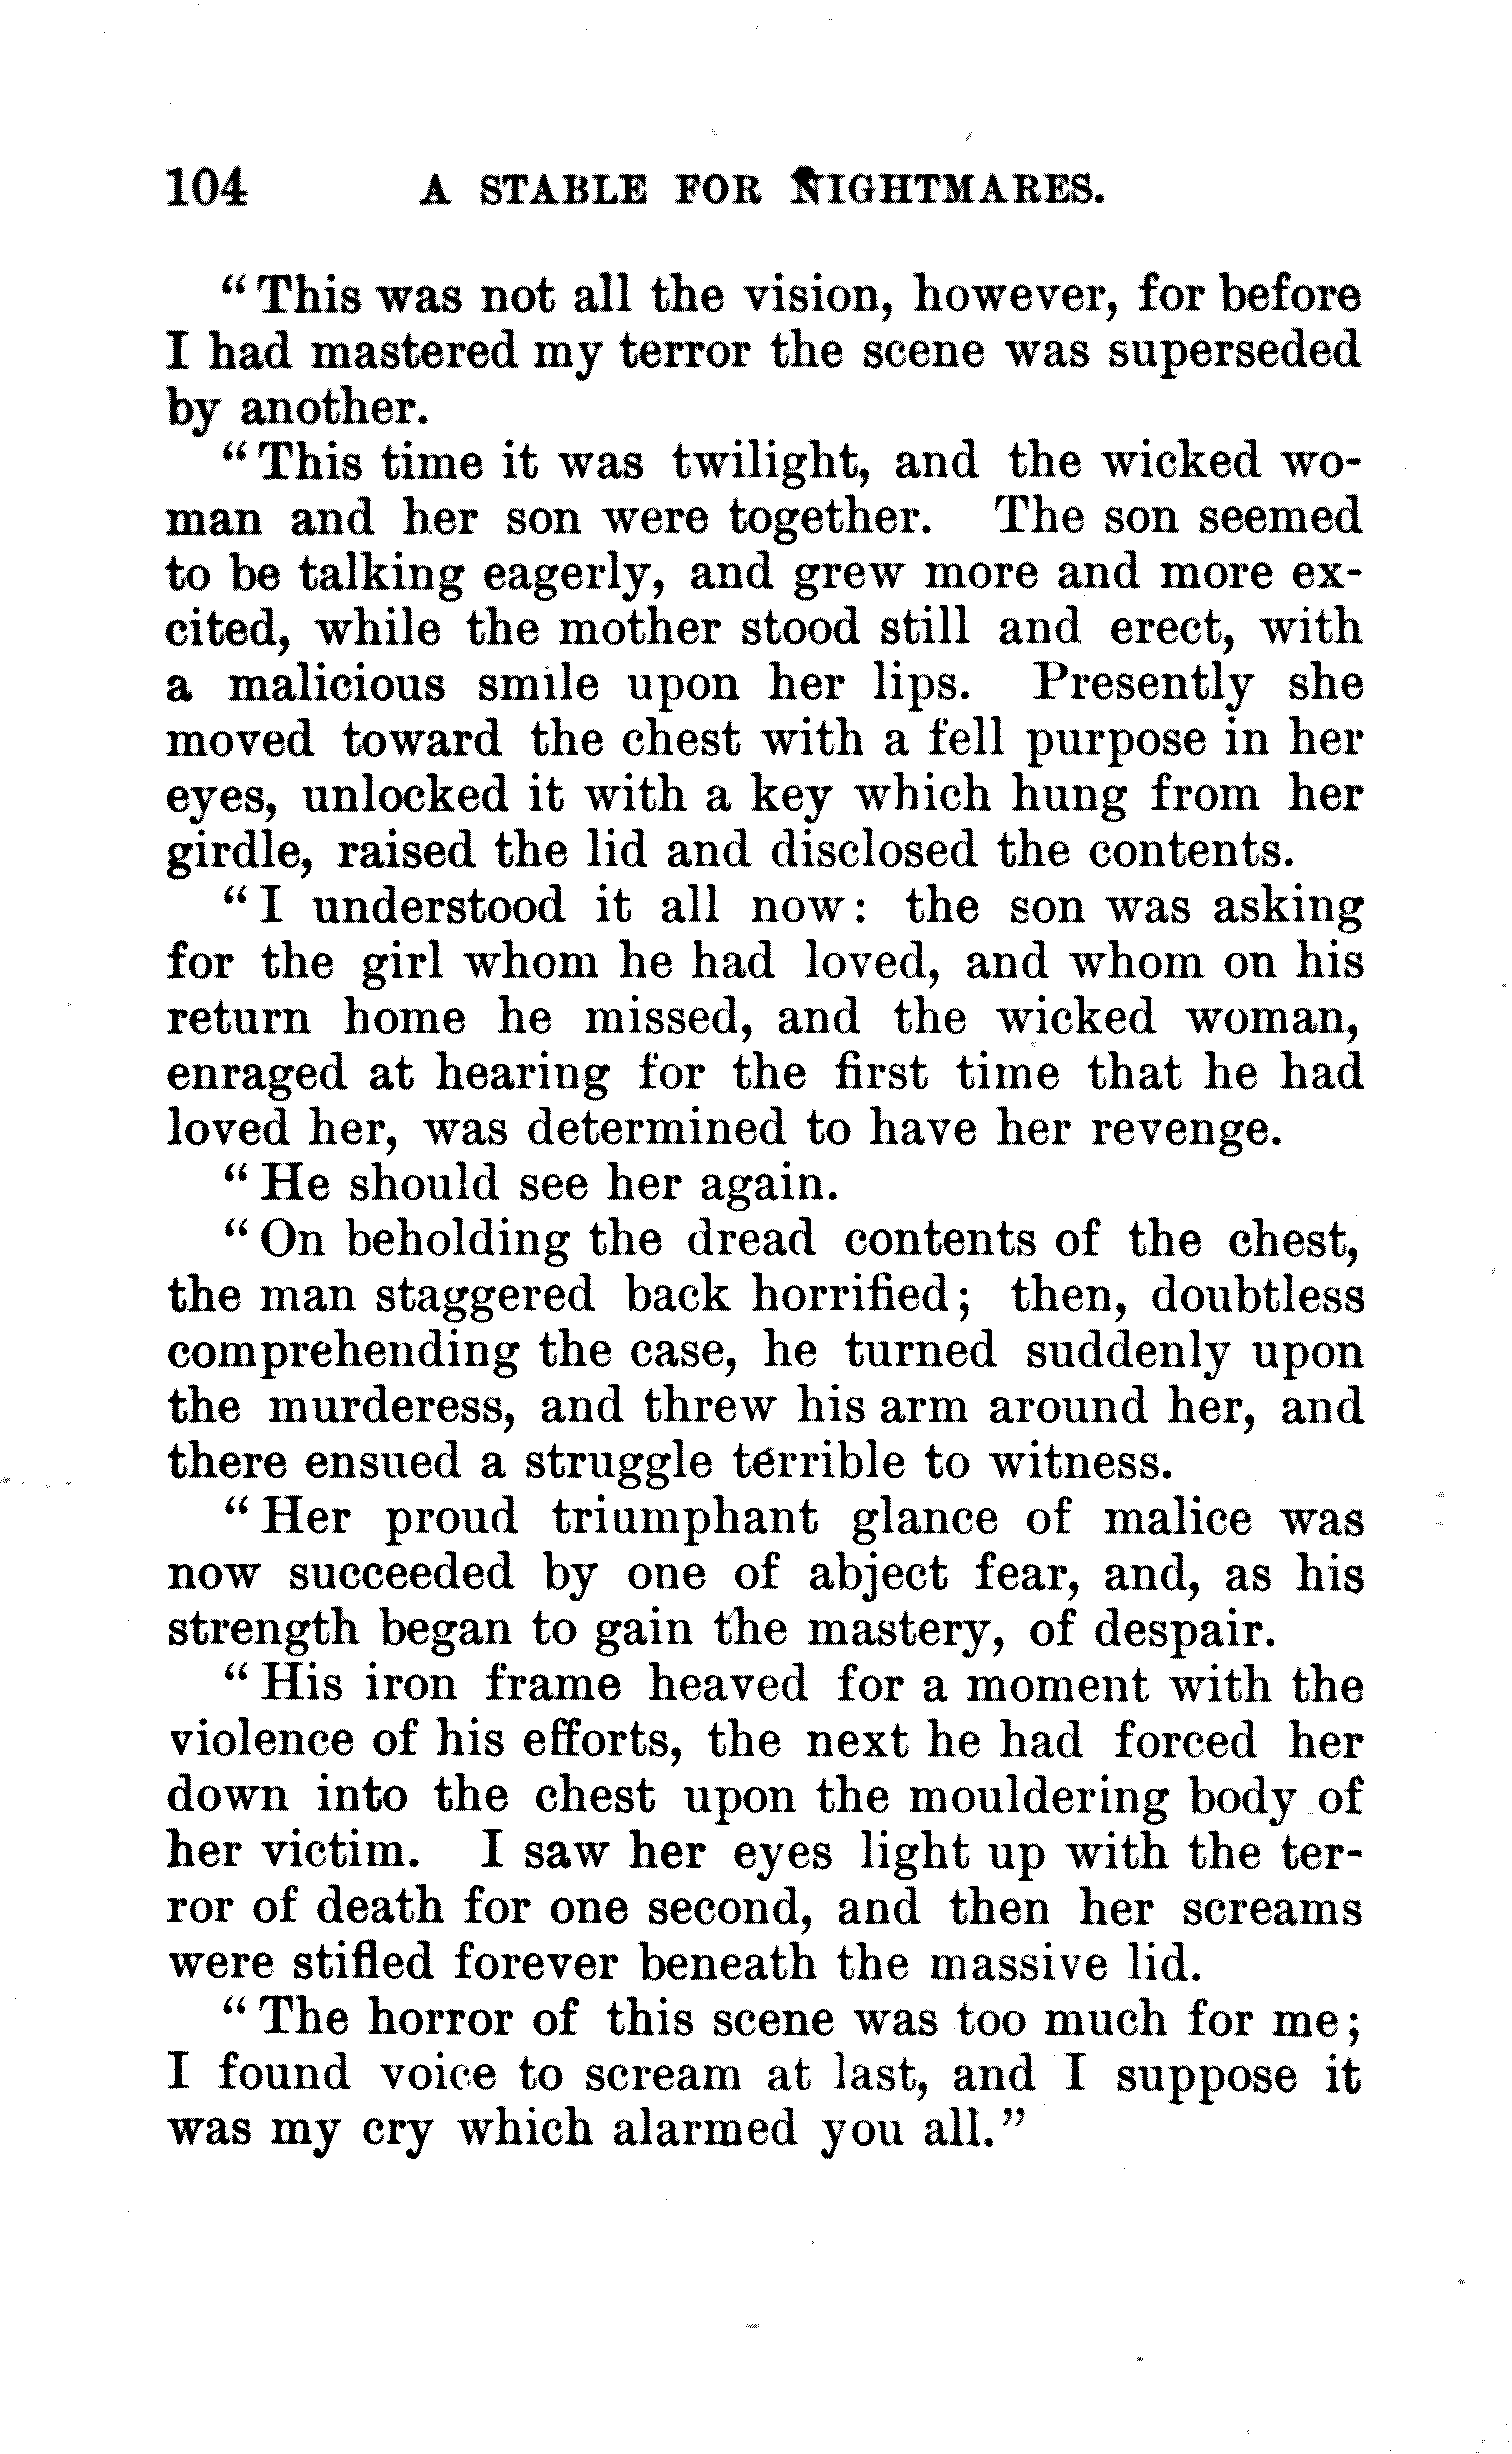 104 A STABLE FOR NIGHTMARES.
“This was not all the vision, however, for before
I had mastered my terror the scene was superseded
by another.
“This time it was twilight, and the wicked wo-
man and her son were together. The son seemed
to be talking eagerly, and grew more and more ex-
cited, while the mother stood still and erect, with
a malicious smile upon her lips. Presently she
moved toward the chest with a fell purpose in her
eyes, unlocked it with a key which hung from her
girdle, raised the lid and disclosed the contents.
“I understood it all now: the son was asking
for the girl whom he had loved, and whom on his
return home he missed, and the wicked woman,
enraged at hearing for the first time that he had
loved her, was determined to have her revenge.
“He should see her again.
“On beholding the dread contents of the chest,
the man staggered back horrified; then, doubtless
comprehending the case, he turned suddenly upon
the murderess, and threw his arm around her, and
there ensued a struggle terrible to witness.
“Her proud triumphant glance of malice was
now succeeded by one of abject fear, and, as his
strength began to gain the mastery, of despair.
“His iron frame heaved for a moment with the
violence of his efforts, the next he had forced her
down into the chest upon the mouldering body of
her victim. I saw her eyes light up with the ter-
ror of death for one second, and then her screams
were stifled forever beneath the massive lid.
“The horror of this scene was too much for me;
I found voice to scream at last, and I suppose it
was my cry which alarmed you all.”